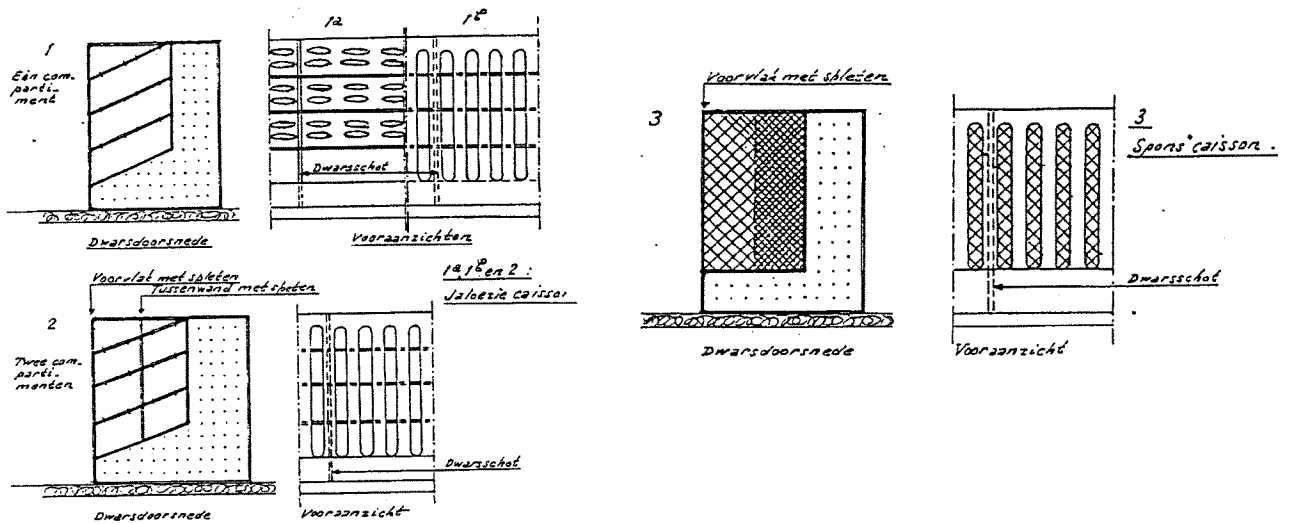 1a
1b
1
Eén com-
parti-
ment
Dwarsschot
Dwarsdoorsnede
Vooraanzichten
Voorvlak met spleten
Tussenwand met spleten
1a 1b en 2 :
Jaloezie caisson
2
Twee com-
parti-
menten
Dwarsschot
Dwarsdoorsnede
Vooraanzicht
Voorvlak met spleten
3
3
Spons caisson.
Dwarsschot
Dwarsdoorsnede
Vooraanzicht